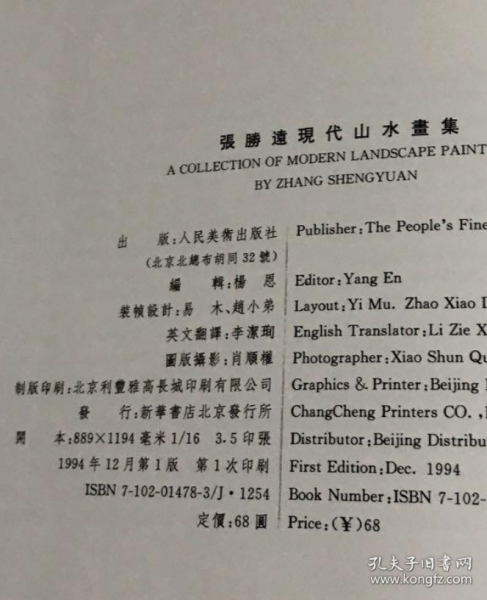 張勝遠現代山水畫集
A COLLECTION OF MODERN LANDSCAPE PAINT
BY ZHANG SHENGYUAN
出 版:人民美術出版社
(北京北總布胡同32號)
編 輯:楊 恩
裝幀設計:易 木、趙小弟
英文翻譯:李潔珣
圖版攝影:肖順權
制版印刷:北京利豐雅高長城印刷有限公司
發 行:新華書店北京發行所
開 本:889×1194毫米1/16 3.5印張
1994年12月第1版 第1次印刷
ISBN 7-102-01478-3/J·1254
定價:68圓
Publisher:The People's Fine
Editor:Yang En
Layout:Yi Mu. Zhao Xiao D
English Translator:Li Zie X
Photographer:Xiao Shun Qu
Graphics & Printer:Beijing
ChangCheng Printers CO.,
Distributor:Beijing Distribu
First Edition:Dec. 1994
Book Number:ISBN 7-102-
Price:(¥)68
孔夫子旧书网
www.kongfz.com